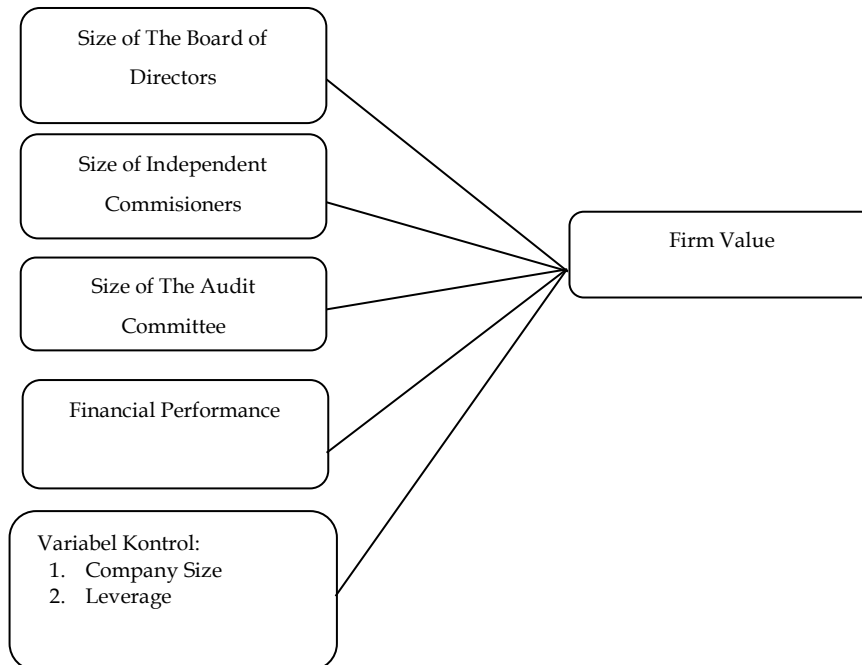 Size of The Board of
Directors
Size of Independent
Commisioners
Size of The Audit
Committee
Financial Performance
Variabel Kontrol:
1. Company Size
2. Leverage
Firm Value